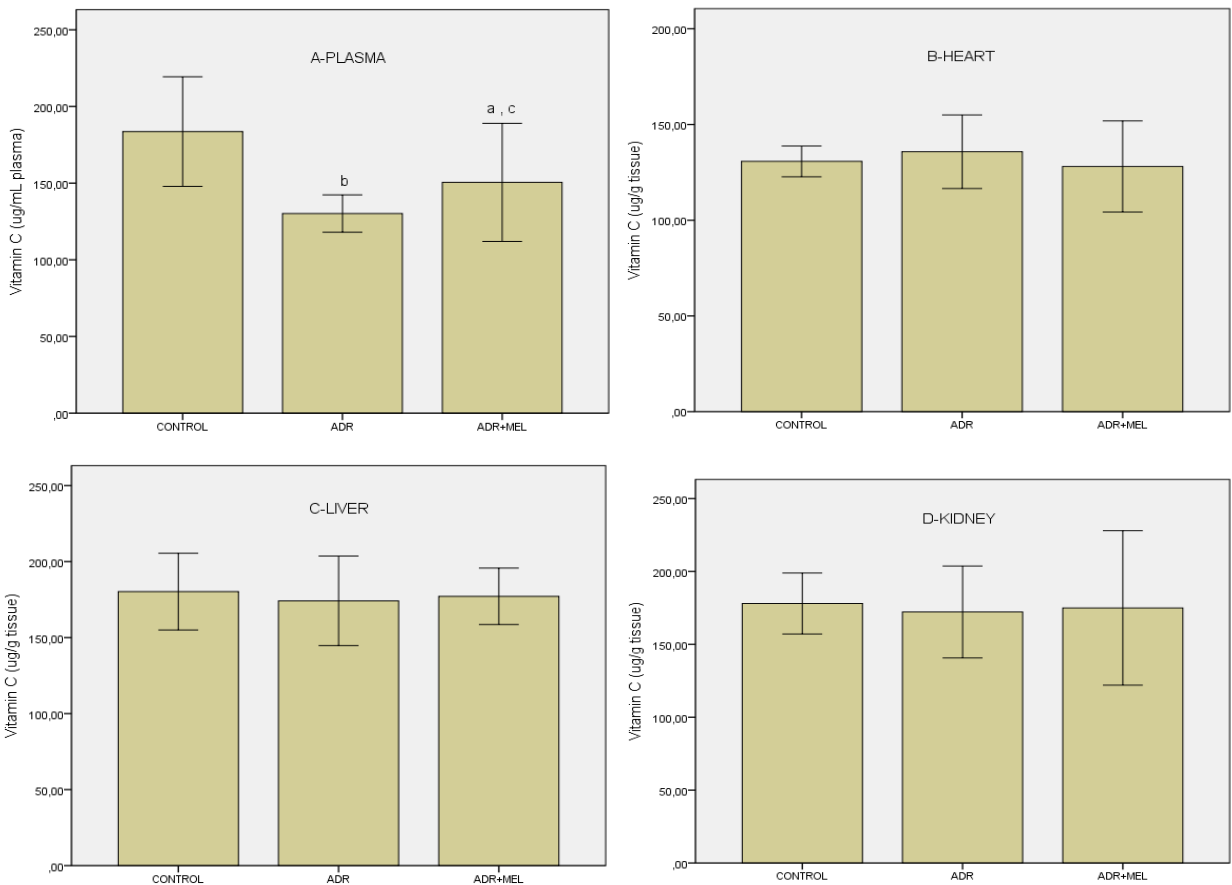 A-PLASMA
Vitamin C (ug/mL plasma)
250,00
200,00
150,00
100,00
50,00
,00
b
a , c
CONTROL ADR ADR+MEL
B-HEART
Vitamin C (ug/g tissue)
200,00
150,00
100,00
50,00
,00
CONTROL ADR ADR+MEL
C-LIVER
Vitamin C (ug/g tissue)
250,00
200,00
150,00
100,00
50,00
,00
CONTROL ADR ADR+MEL
D-KIDNEY
Vitamin C (ug/g tissue)
250,00
200,00
150,00
100,00
50,00
,00
CONTROL ADR ADR+MEL